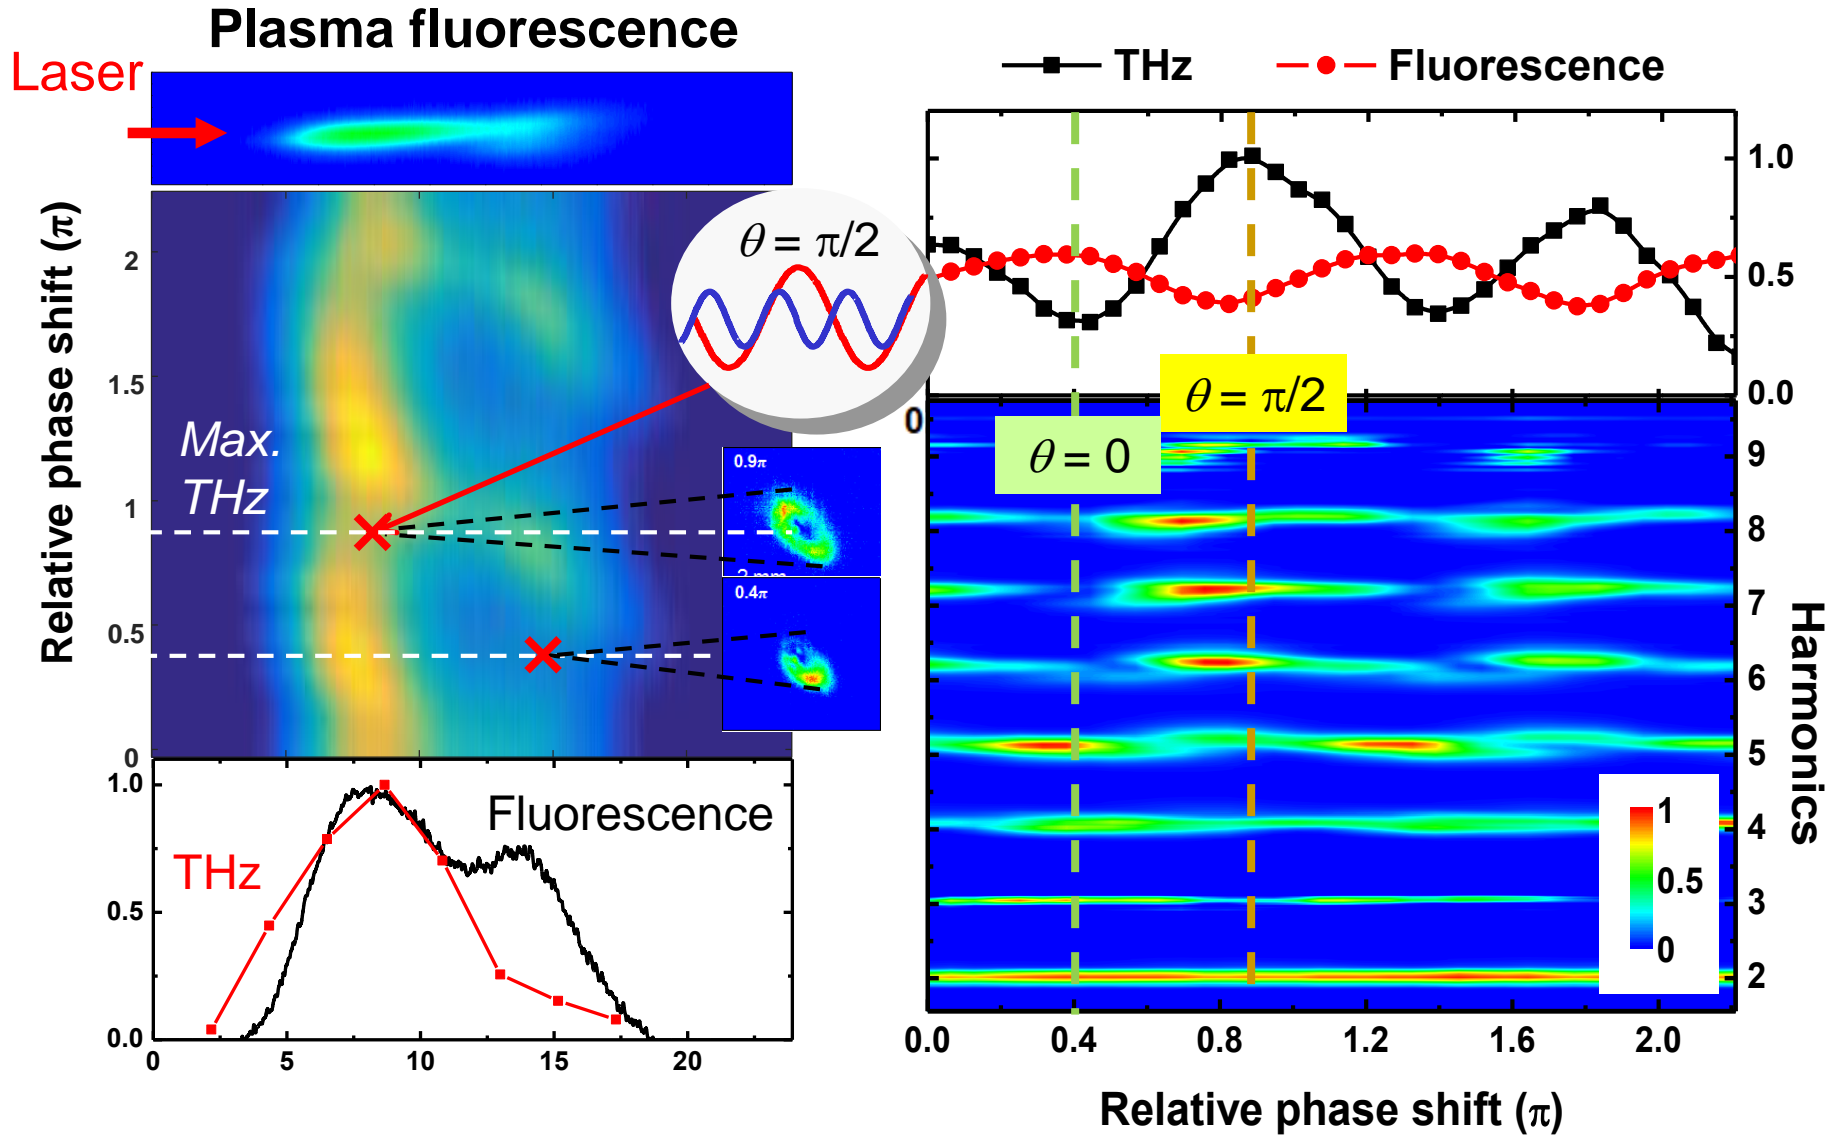 Plasma fluorescence
Laser
Relative phase shift (π)
2
1.5
1
0.5
0
Max.
THz
θ = π/2
0.9π
2 mm
0.4π
1.0
0.5
0.0
THz
Fluorescence
0
5
10
15
20
THz
Fluorescence
1.0
0.5
0.0
0
θ = π/2
θ = 0
9
8
7
6
5
4
3
2
Harmonics
1
0.5
0
0.0
0.4
0.8
1.2
1.6
2.0
Relative phase shift (π)